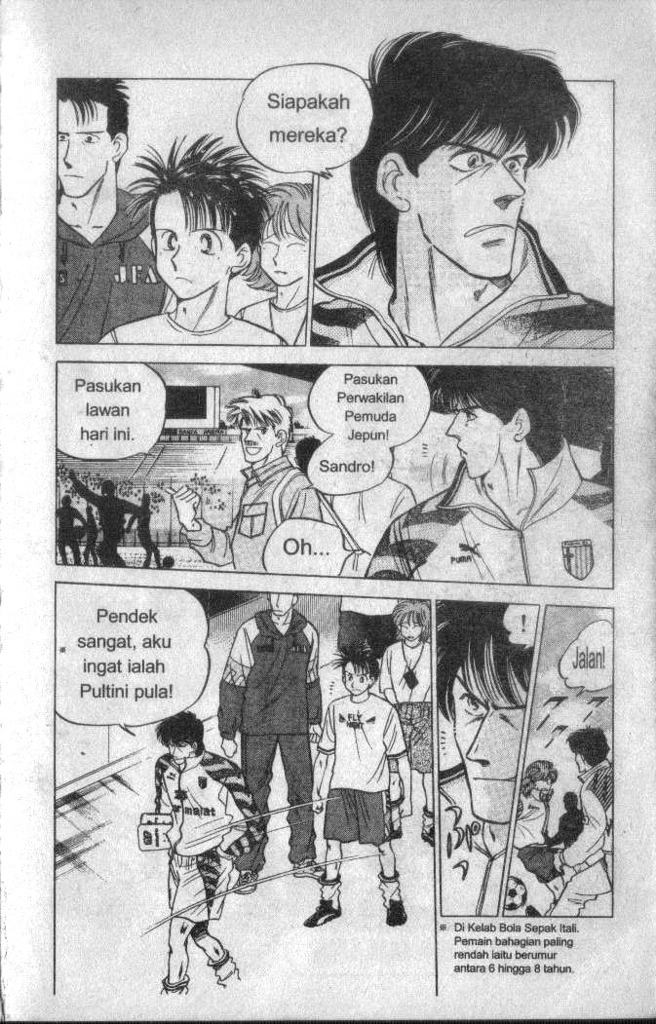 Siapakah
mereka?
JFA
Pasukan
lawan
hari ini.
Pasukan
Perwakilan
Pemuda
Jepun!
Sandro!
Oh...
PUMA
※ Pendek
sangat, aku
ingat ialah
Pultini pula!
!
Jalan!
FLY
malat
※ Di Kelab Bola Sepak Itali.
Pemain bahagian paling
rendah iaitu berumur
antara 6 hingga 8 tahun.